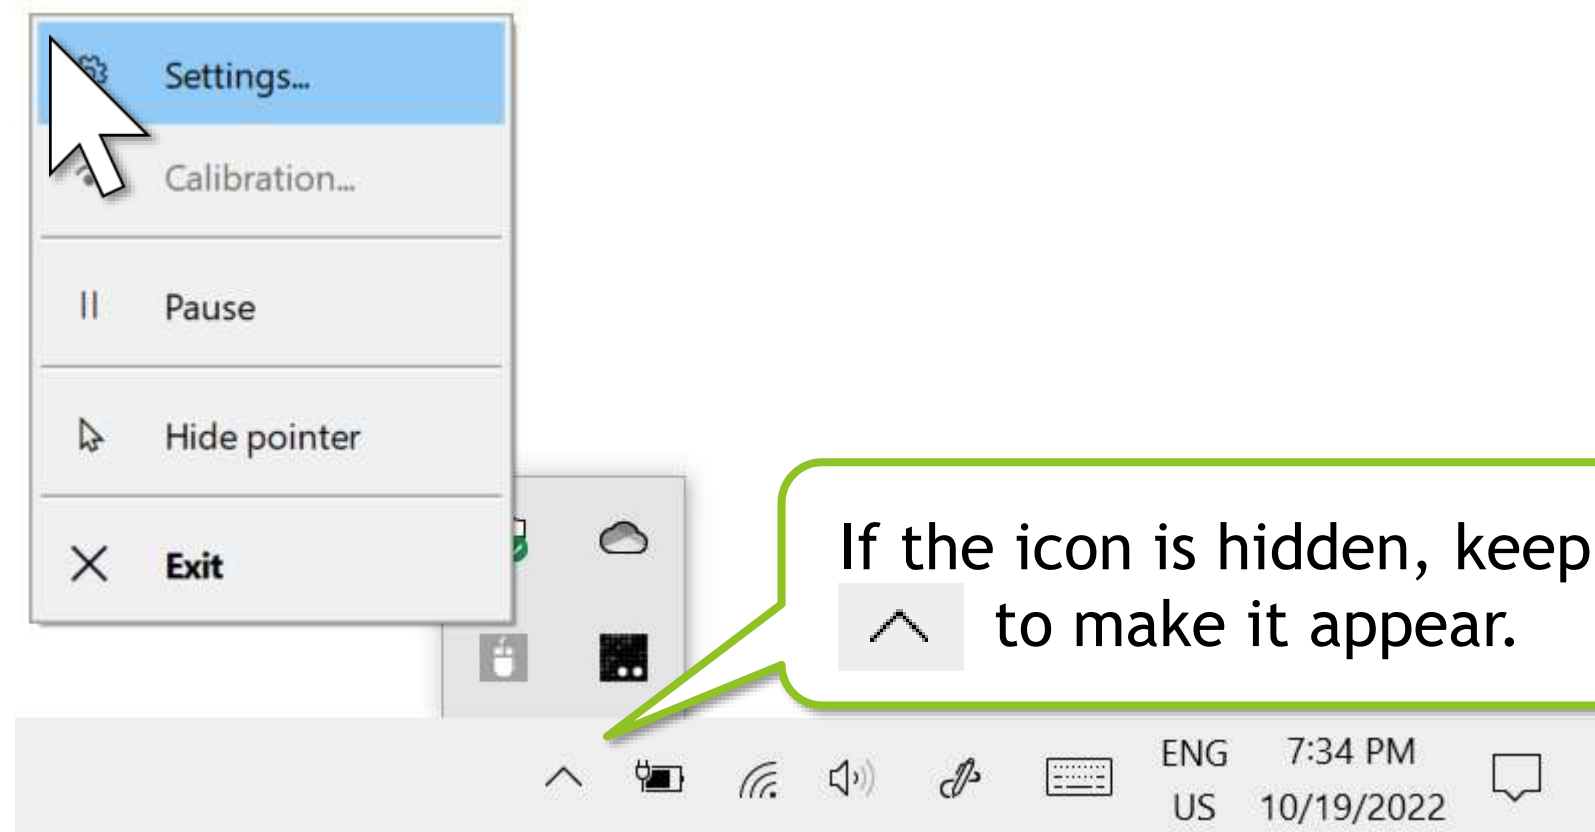 Settings...
Calibration...
Pause
Hide pointer
Exit
If the icon is hidden, keep
to make it appear.
ENG
US
7:34 PM
10/19/2022